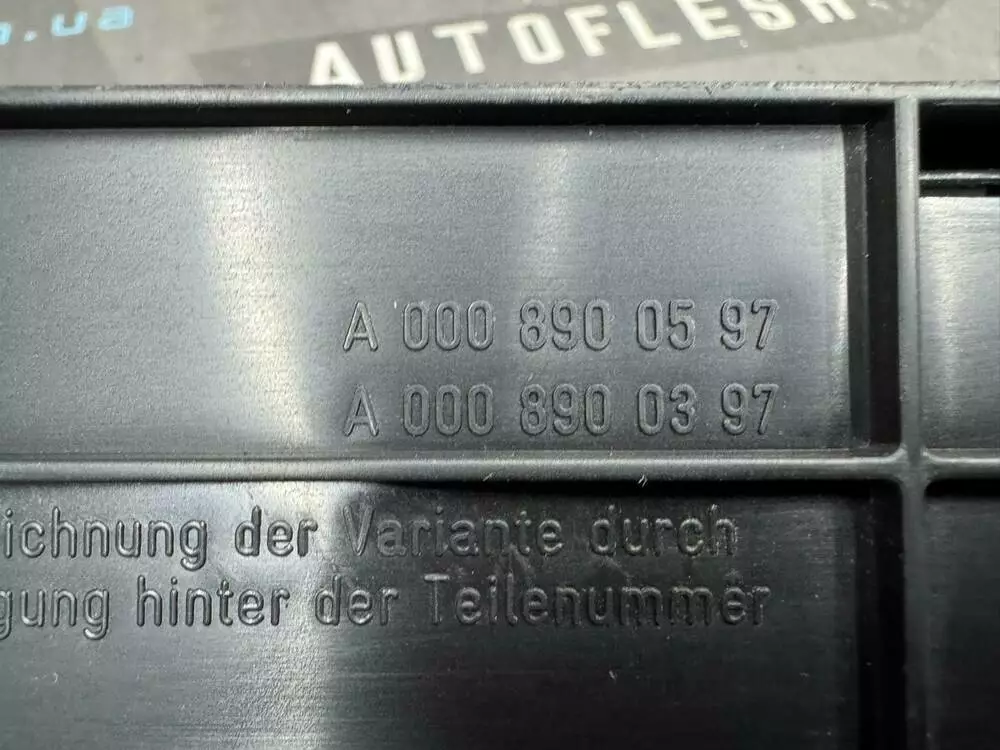 .ua
AUTOFLESH
A 000 890 05 97
A 000 890 03 97
ichnung der Variante durch
gung hinter der Teilenummer